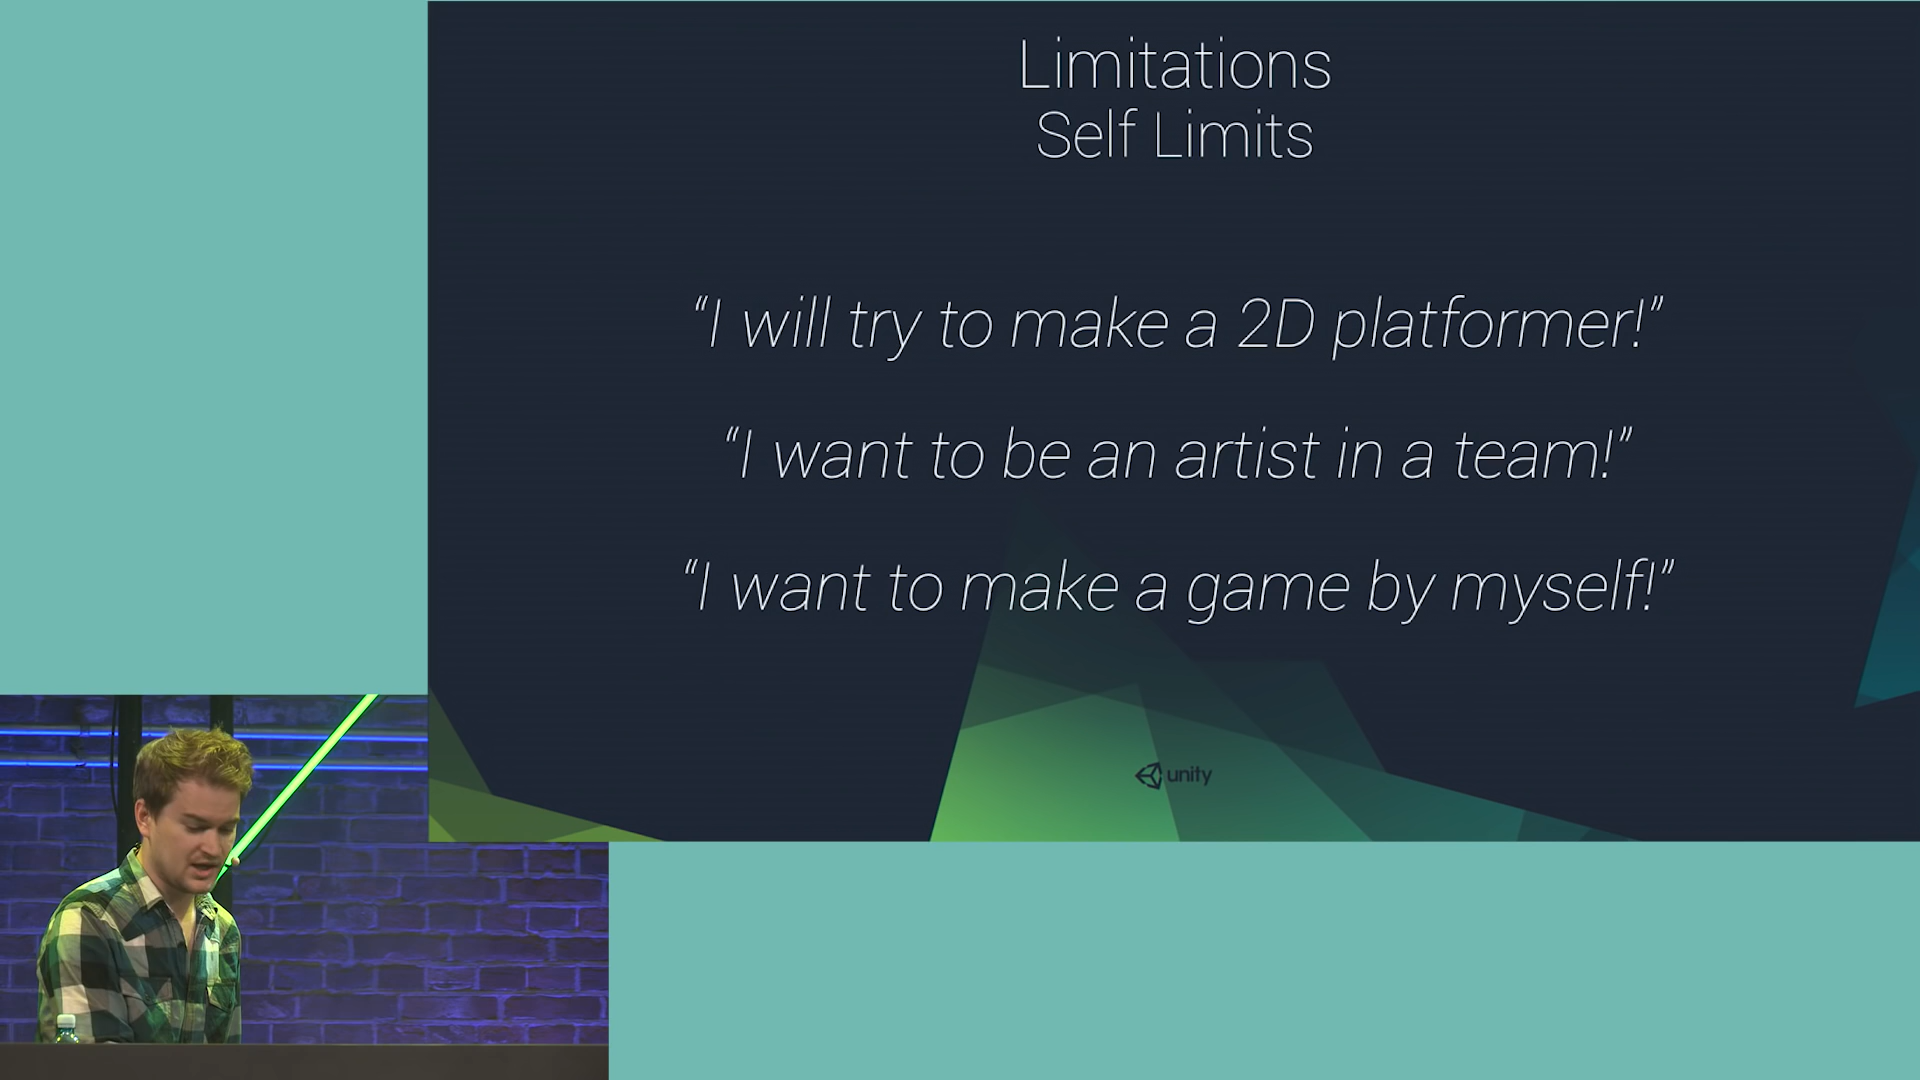 Limitations
Self Limits
“I will try to make a 2D platformer!”
“I want to be an artist in a team!”
“I want to make a game by myself!”
unity